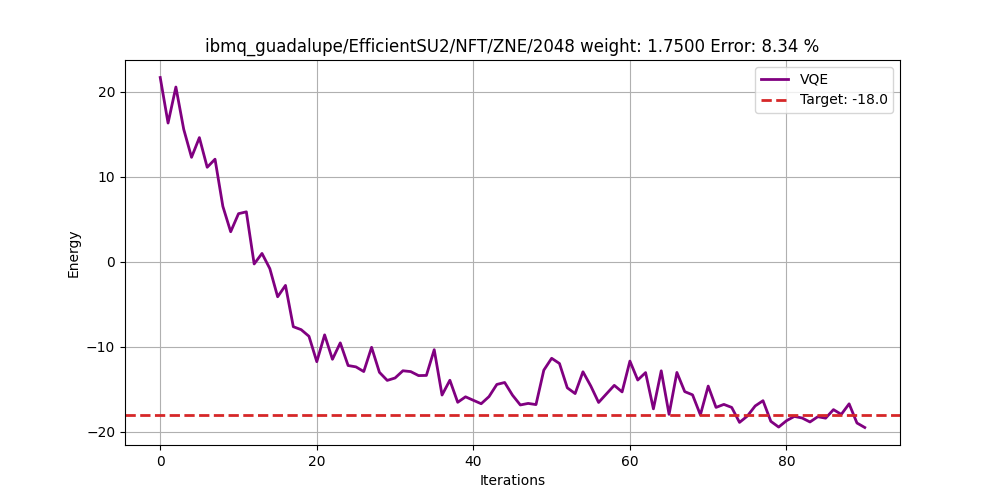 ibmq_guadalupe/EfficientSU2/NFT/ZNE/2048 weight: 1.7500 Error: 8.34 %
VQE
Target: -18.0
20
10
0
−10
−20
Energy
0 20 40 60 80
Iterations